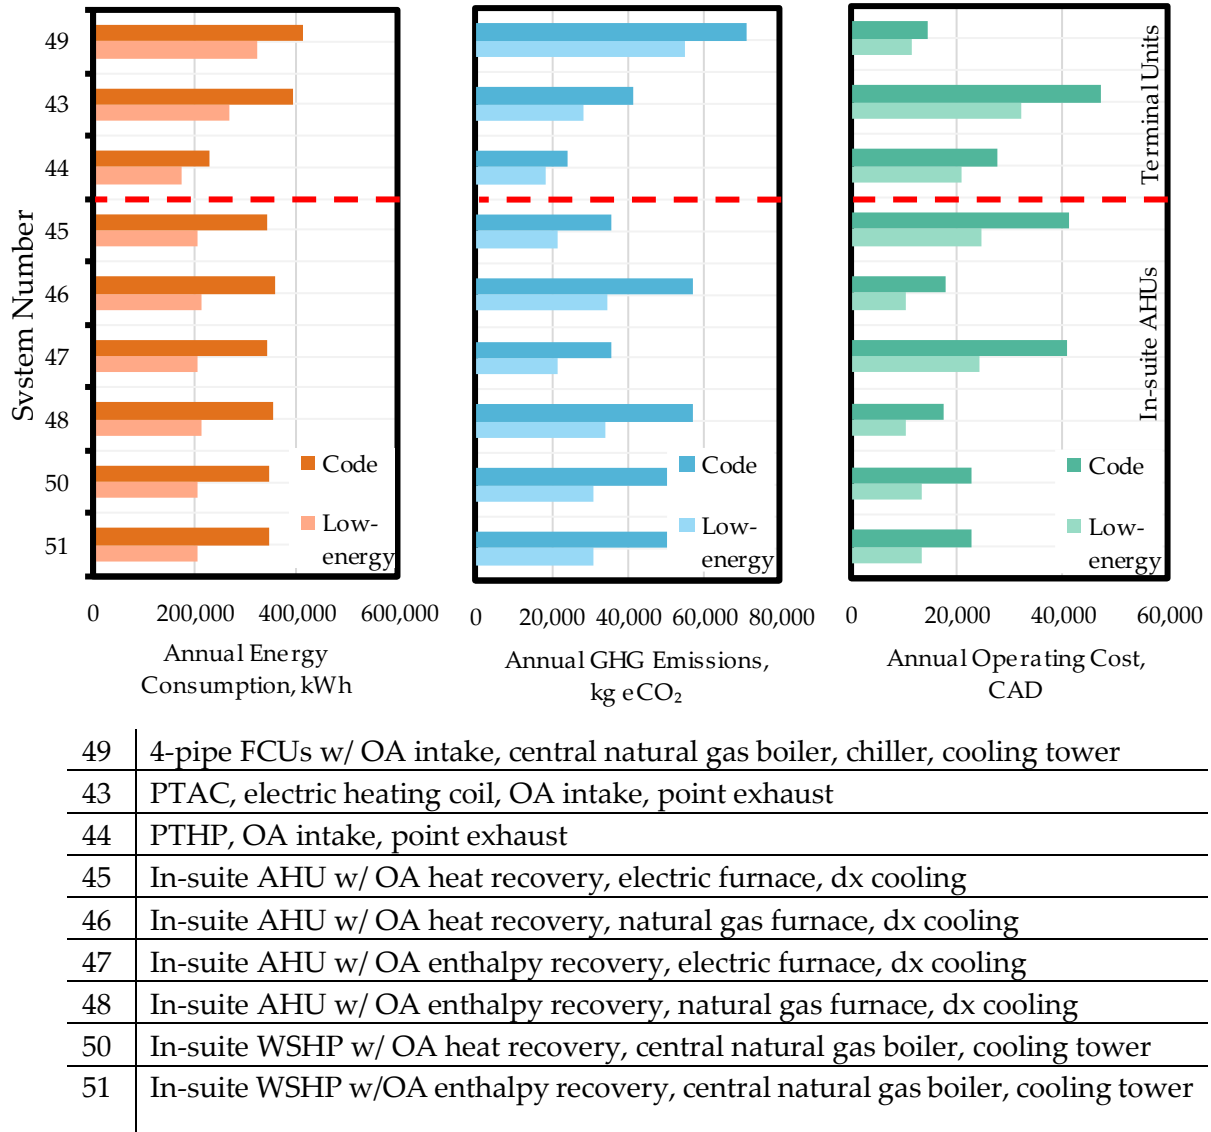 System Number
49
43
44
45
46
47
48
50
51
Code
Low-
energy
0 200,000 400,000 600,000
Annual Energy
Consumption, kWh
Code
Low-
energy
0 20,000 40,000 60,000 80,000
Annual GHG Emissions,
kg eCO₂
Terminal Units
In-suite AHUs
Code
Low-
energy
0 20,000 40,000 60,000
Annual Operating Cost,
CAD
49 4-pipe FCUs w/ OA intake, central natural gas boiler, chiller, cooling tower
43 PTAC, electric heating coil, OA intake, point exhaust
44 PTHP, OA intake, point exhaust
45 In-suite AHU w/ OA heat recovery, electric furnace, dx cooling
46 In-suite AHU w/ OA heat recovery, natural gas furnace, dx cooling
47 In-suite AHU w/ OA enthalpy recovery, electric furnace, dx cooling
48 In-suite AHU w/ OA enthalpy recovery, natural gas furnace, dx cooling
50 In-suite WSHP w/ OA heat recovery, central natural gas boiler, cooling tower
51 In-suite WSHP w/OA enthalpy recovery, central natural gas boiler, cooling tower